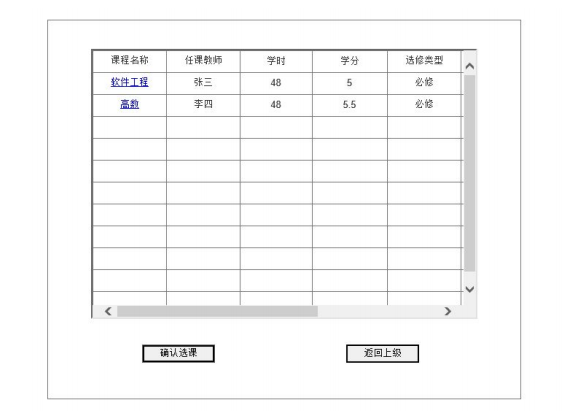 课程名称 任课教师 学时 学分 选修类型
软件工程 张三 48 5 必修
高数 李四 48 5.5 必修
确认选课 返回上级